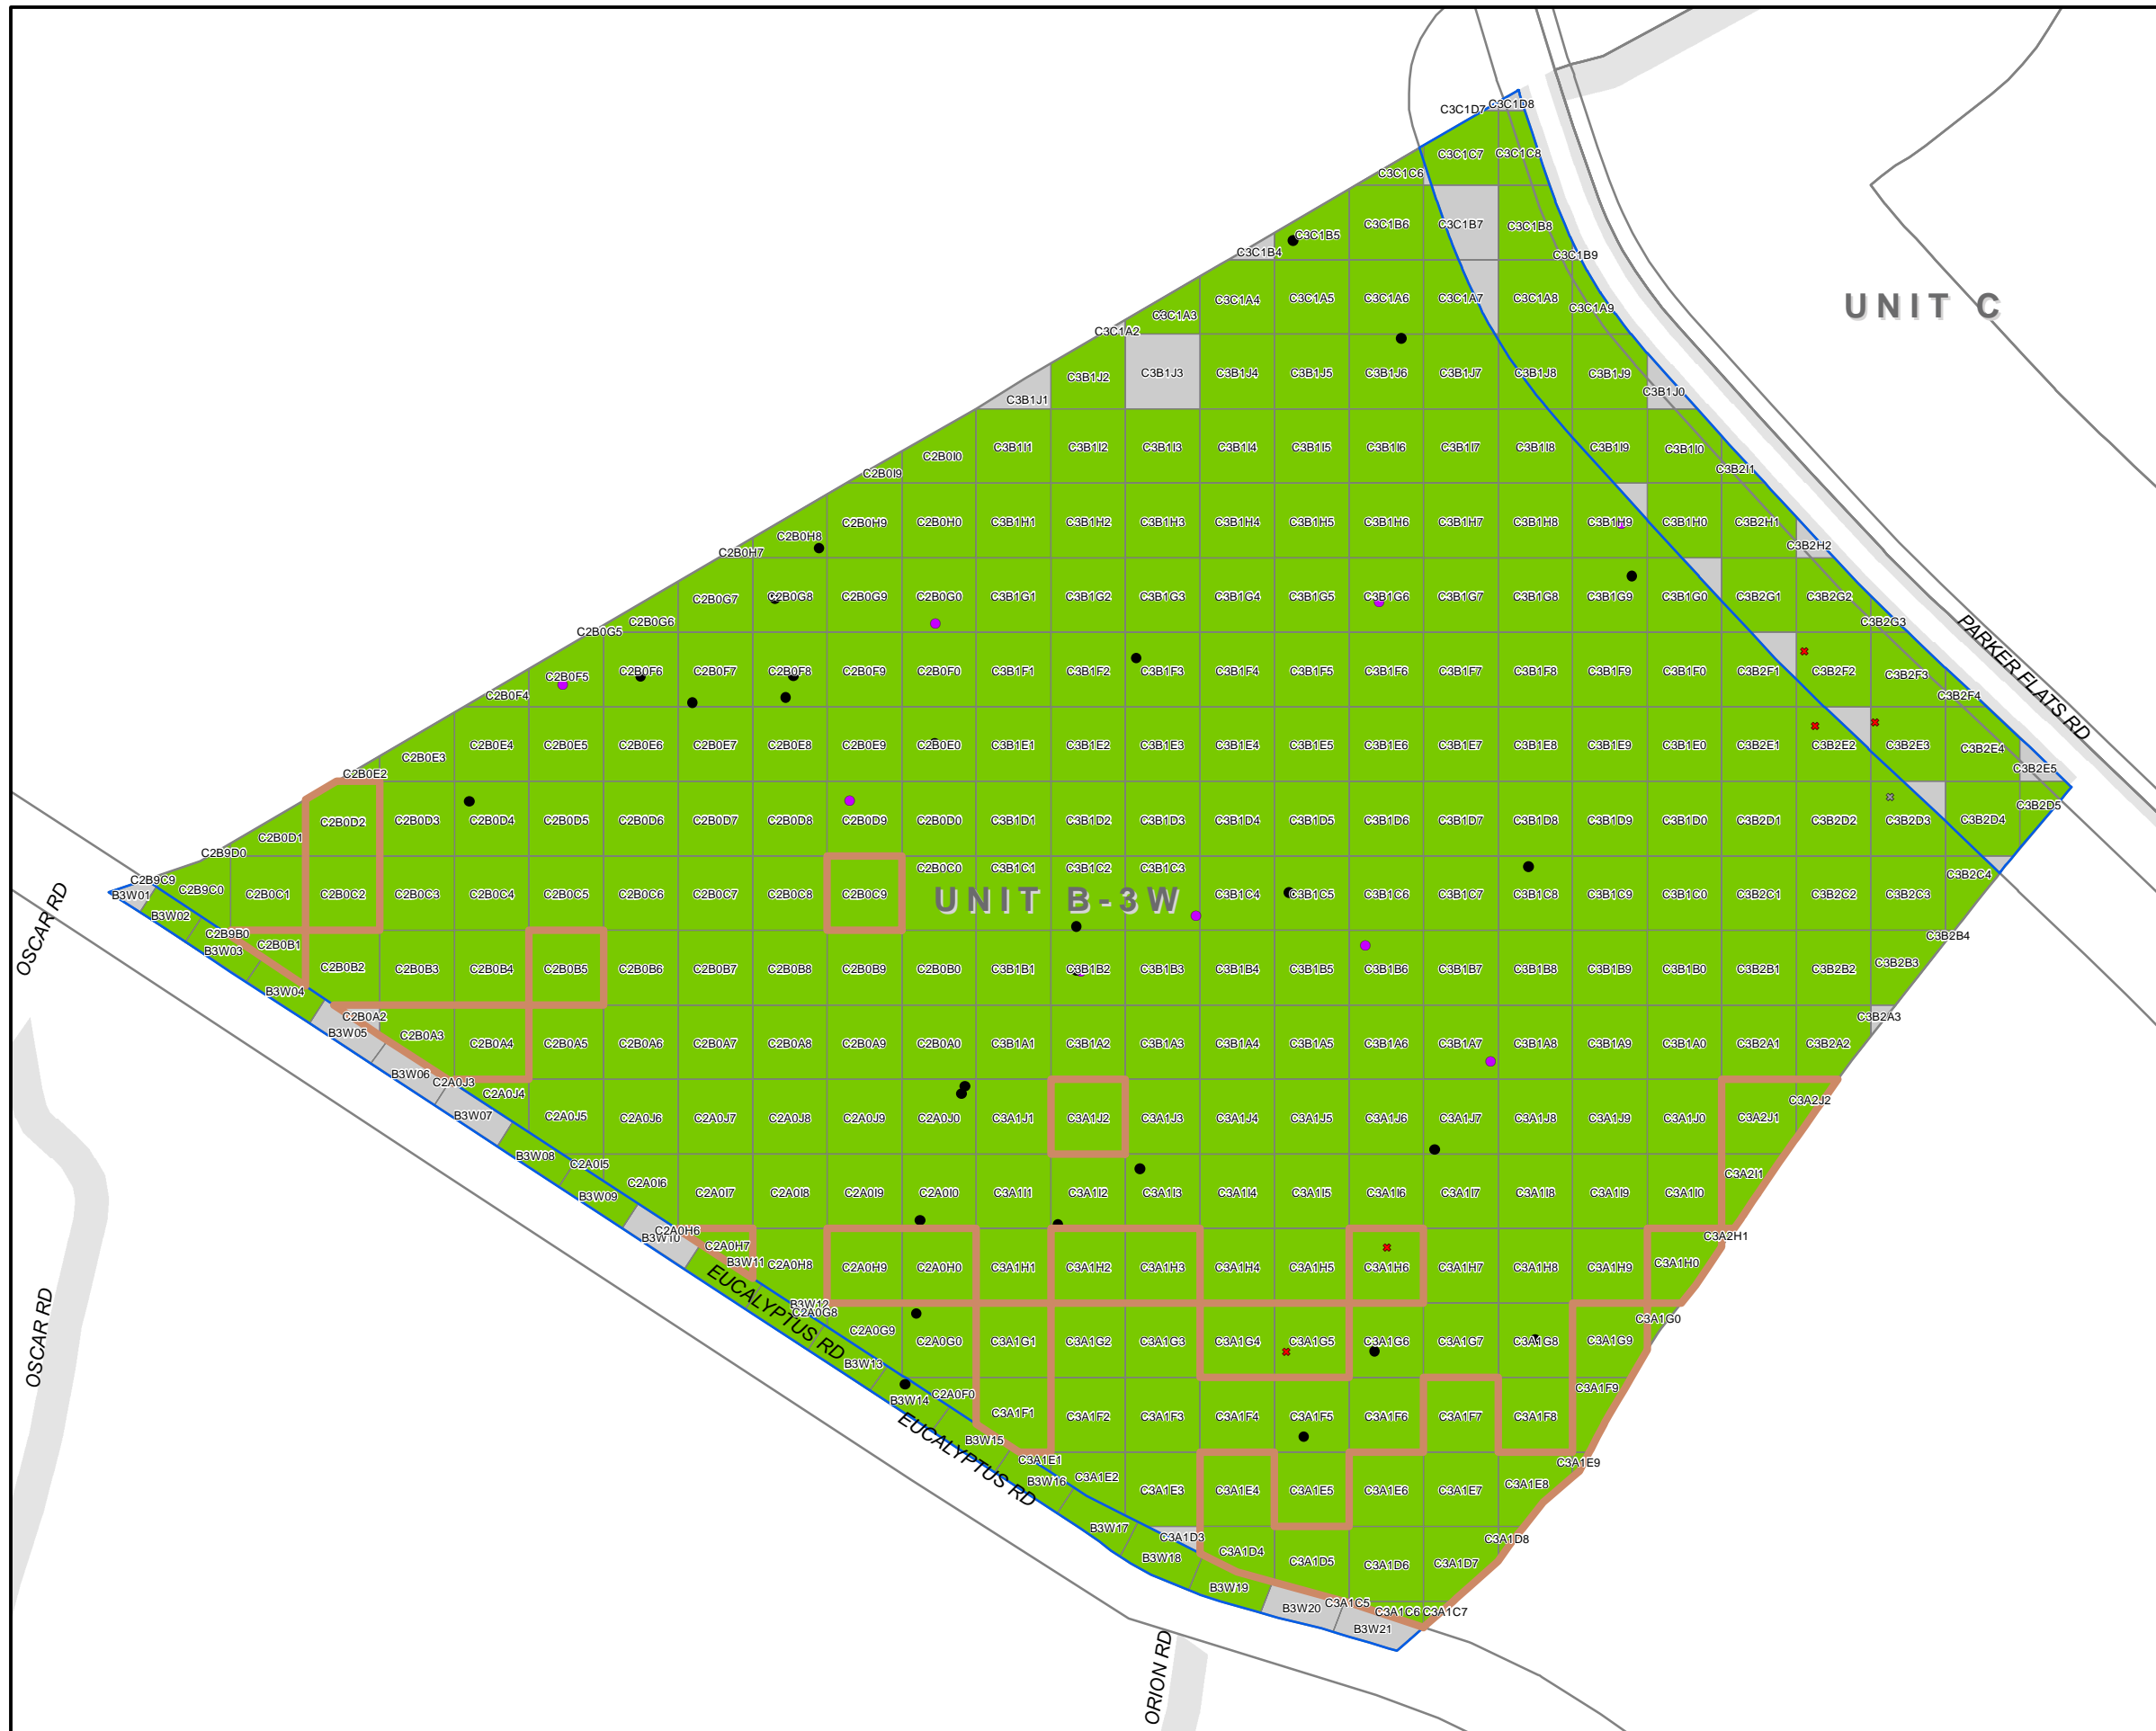 C3C1D7 C3C1D8
C3C1C6 C3C1C7 C3C1C8
C3C1B4 C3C1B5 C3C1B6 C3C1B7 C3C1B8 C3C1B9
UNIT C
C3C1A2 C3C1A3 C3C1A4 C3C1A5 C3C1A6 C3C1A7 C3C1A8 C3C1A9
C3B1J1 C3B1J2 C3B1J3 C3B1J4 C3B1J5 C3B1J6 C3B1J7 C3B1J8 C3B1J9 C3B1J0
C2B0I9 C2B0I0 C3B1I1 C3B1I2 C3B1I3 C3B1I4 C3B1I5 C3B1I6 C3B1I7 C3B1I8 C3B1I9 C3B1I0 C3B2I1
C2B0H7 C2B0H8 C2B0H9 C2B0H0 C3B1H1 C3B1H2 C3B1H3 C3B1H4 C3B1H5 C3B1H6 C3B1H7 C3B1H8 C3B1H9 C3B1H0 C3B2H1 C3B2H2
C2B0G5 C2B0G6 C2B0G7 C2B0G8 C2B0G9 C2B0G0 C3B1G1 C3B1G2 C3B1G3 C3B1G4 C3B1G5 C3B1G6 C3B1G7 C3B1G8 C3B1G9 C3B1G0 C3B2G1 C3B2G2 C3B2G3
PARKER FLATS RD
C2B0F4 C2B0F5 C2B0F6 C2B0F7 C2B0F8 C2B0F9 C2B0F0 C3B1F1 C3B1F2 C3B1F3 C3B1F4 C3B1F5 C3B1F6 C3B1F7 C3B1F8 C3B1F9 C3B1F0 C3B2F1 C3B2F2 C3B2F3 C3B2F4
C2B0E2 C2B0E3 C2B0E4 C2B0E5 C2B0E6 C2B0E7 C2B0E8 C2B0E9 C2B0E0 C3B1E1 C3B1E2 C3B1E3 C3B1E4 C3B1E5 C3B1E6 C3B1E7 C3B1E8 C3B1E9 C3B1E0 C3B2E1 C3B2E2 C3B2E3 C3B2E4 C3B2E5
C2B9D0 C2B0D1 C2B0D2 C2B0D3 C2B0D4 C2B0D5 C2B0D6 C2B0D7 C2B0D8 C2B0D9 C2B0D0 C3B1D1 C3B1D2 C3B1D3 C3B1D4 C3B1D5 C3B1D6 C3B1D7 C3B1D8 C3B1D9 C3B1D0 C3B2D1 C3B2D2 C3B2D3 C3B2D4 C3B2D5
C2B9C9 C2B9C0 C2B0C1 C2B0C2 C2B0C3 C2B0C4 C2B0C5 C2B0C6 C2B0C7 C2B0C8 C2B0C9 C2B0C0 C3B1C1 C3B1C2 C3B1C3 C3B1C4 C3B1C5 C3B1C6 C3B1C7 C3B1C8 C3B1C9 C3B1C0 C3B2C1 C3B2C2 C3B2C3 C3B2C4
UNIT B-3W
B3W01
B3W02
OSCAR RD
C2B9B0 C2B0B1 C2B0B2 C2B0B3 C2B0B4 C2B0B5 C2B0B6 C2B0B7 C2B0B8 C2B0B9 C2B0B0 C3B1B1 C3B1B2 C3B1B3 C3B1B4 C3B1B5 C3B1B6 C3B1B7 C3B1B8 C3B1B9 C3B1B0 C3B2B1 C3B2B2 C3B2B3 C3B2B4
B3W03
B3W04
C2B0A2 C2B0A3 C2B0A4 C2B0A5 C2B0A6 C2B0A7 C2B0A8 C2B0A9 C2B0A0 C3B1A1 C3B1A2 C3B1A3 C3B1A4 C3B1A5 C3B1A6 C3B1A7 C3B1A8 C3B1A9 C3B1A0 C3B2A1 C3B2A2 C3B2A3
B3W05
B3W06
C2A0J3 C2A0J4 C2A0J5 C2A0J6 C2A0J7 C2A0J8 C2A0J9 C2A0J0 C3A1J1 C3A1J2 C3A1J3 C3A1J4 C3A1J5 C3A1J6 C3A1J7 C3A1J8 C3A1J9 C3A1J0 C3A2J1 C3A2J2
B3W07
B3W08
C2A0I5 C2A0I6 C2A0I7 C2A0I8 C2A0I9 C2A0I0 C3A1I1 C3A1I2 C3A1I3 C3A1I4 C3A1I5 C3A1I6 C3A1I7 C3A1I8 C3A1I9 C3A1I0 C3A2I1
B3W09
C2A0H6 C2A0H7 C2A0H8 C2A0H9 C2A0H0 C3A1H1 C3A1H2 C3A1H3 C3A1H4 C3A1H5 C3A1H6 C3A1H7 C3A1H8 C3A1H9 C3A1H0 C3A2H1
B3W10
B3W11
B3W12
EUCALYPTUS RD
OSCAR RD
C2A0G8 C2A0G9 C2A0G0 C3A1G1 C3A1G2 C3A1G3 C3A1G4 C3A1G5 C3A1G6 C3A1G7 C3A1G8 C3A1G9 C3A1G0
B3W13
B3W14 C2A0F0 C3A1F1 C3A1F2 C3A1F3 C3A1F4 C3A1F5 C3A1F6 C3A1F7 C3A1F8 C3A1F9
B3W15
EUCALYPTUS RD
C3A1E1 C3A1E2 C3A1E3 C3A1E4 C3A1E5 C3A1E6 C3A1E7 C3A1E8 C3A1E9
B3W16
B3W17
C3A1D3 C3A1D4 C3A1D5 C3A1D6 C3A1D7 C3A1D8
B3W18
B3W19
B3W20 C3A1C5 C3A1C6 C3A1C7
B3W21
ORION RD